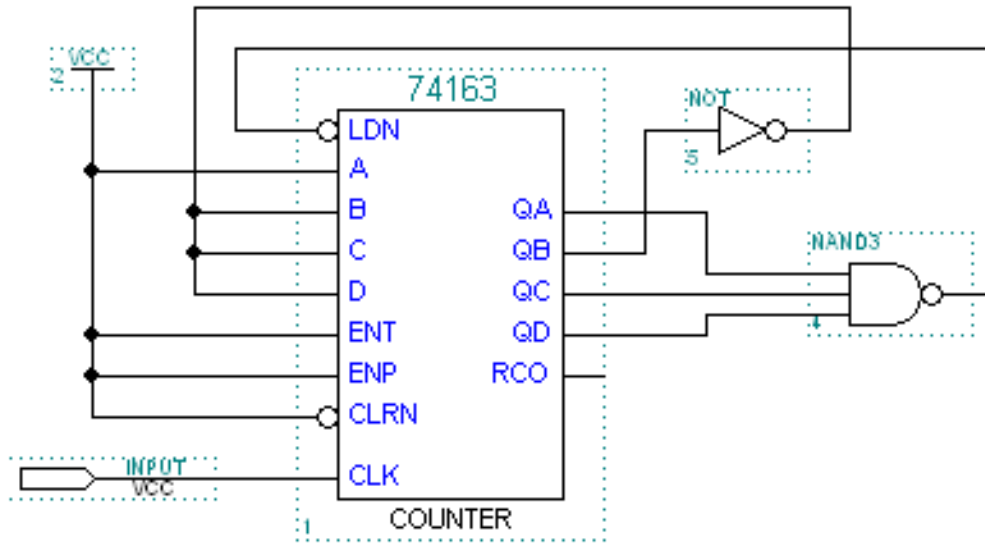 VCC
2
74163
NOT
5
LDN
A
B
C
D
ENT
ENP
CLRN
CLK
QA
QB
QC
QD
RCO
NAND3
4
INPUT
VCC
COUNTER
1